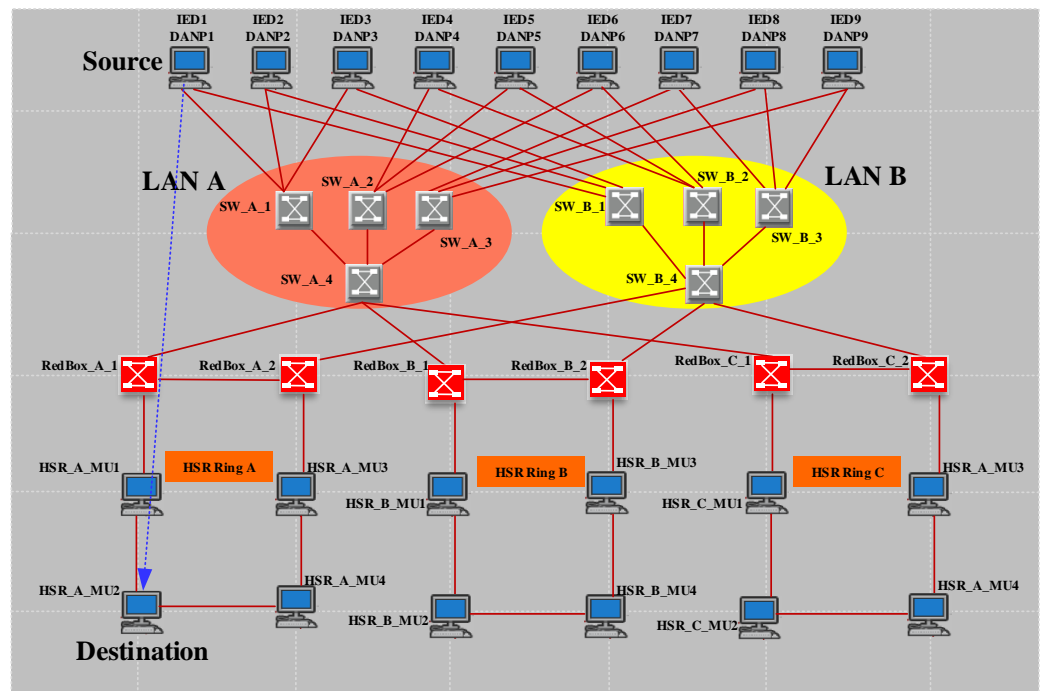 IED1 IED2 IED3 IED4 IED5 IED6 IED7 IED8 IED9
DANP1 DANP2 DANP3 DANP4 DANP5 DANP6 DANP7 DANP8 DANP9
Source
LAN A
LAN B
SW_A_2
SW_B_2
SW_A_1
SW_B_1
SW_A_3
SW_B_3
SW_A_4
SW_B_4
RedBox_A_1
RedBox_A_2
RedBox_B_1
RedBox_B_2
RedBox_C_1
RedBox_C_2
HSR_A_MU1
HSR Ring A
HSR_A_MU3
HSR_B_MU1
HSR Ring B
HSR_B_MU3
HSR_C_MU1
HSR Ring C
HSR_A_MU3
HSR_A_MU2
HSR_A_MU4
HSR_B_MU2
HSR_B_MU4
HSR_C_MU2
HSR_A_MU4
Destination